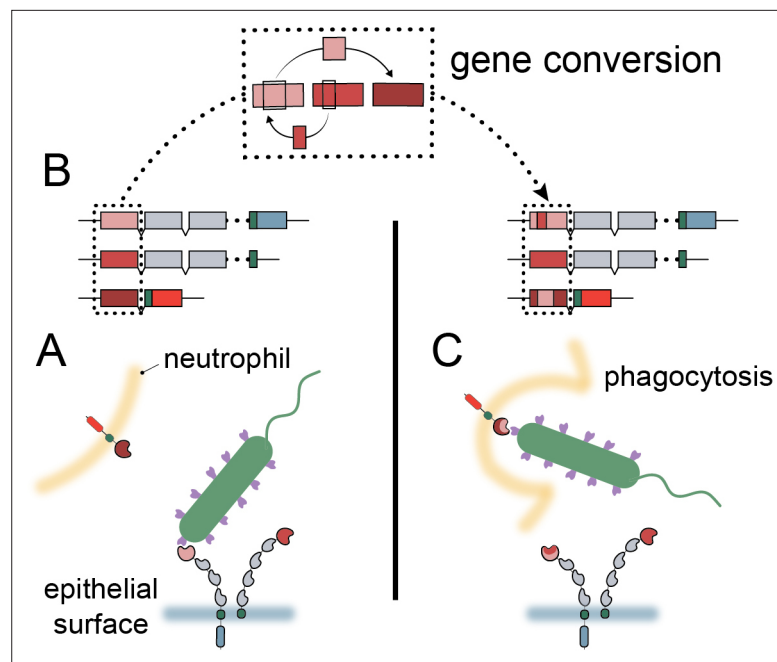 gene conversion
B
A
neutrophil
C
phagocytosis
epithelial
surface